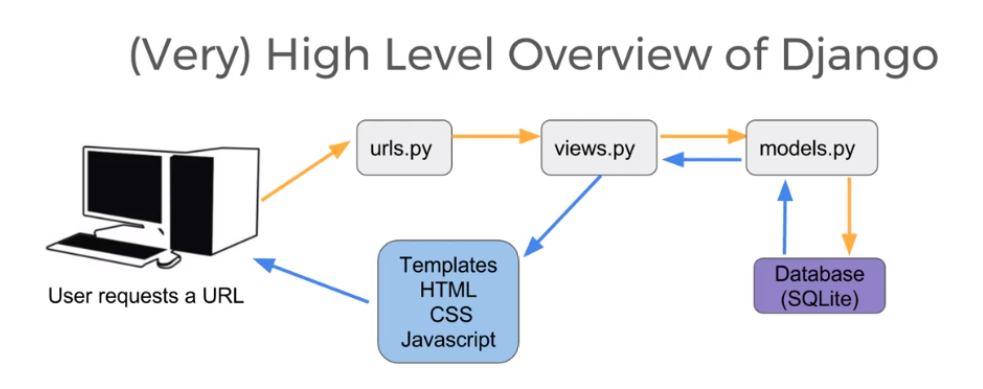 (Very) High Level Overview of Django
urls.py
views.py
models.py
User requests a URL
Templates
HTML
CSS
Javascript
Database
(SQLite)